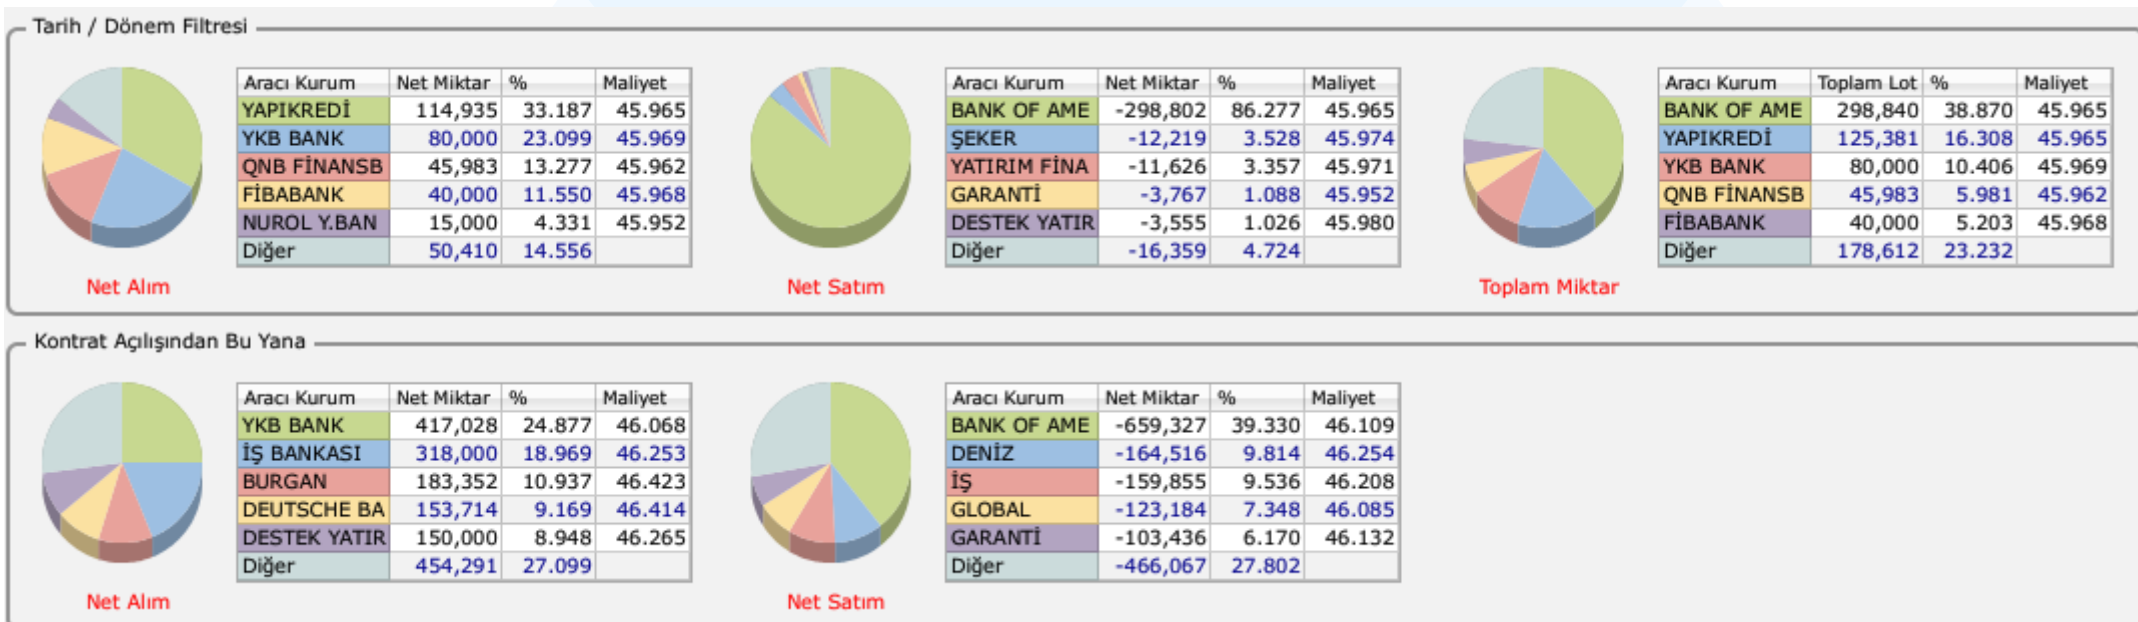 Tarih / Dönem Filtresi
Aracı Kurum Net Miktar % Maliyet
YAPIKREDİ 114,935 33.187 45.965
YKB BANK 80,000 23.099 45.969
QNB FİNANSB 45,983 13.277 45.962
FİBABANK 40,000 11.550 45.968
NUROL Y.BAN 15,000 4.331 45.952
Diğer 50,410 14.556
Net Alım
Aracı Kurum Net Miktar % Maliyet
BANK OF AME -298,802 86.277 45.965
ŞEKER -12,219 3.528 45.974
YATIRIM FİNA -11,626 3.357 45.971
GARANTİ -3,767 1.088 45.952
DESTEK YATIR -3,555 1.026 45.980
Diğer -16,359 4.724
Net Satım
Aracı Kurum Toplam Lot % Maliyet
BANK OF AME 298,840 38.870 45.965
YAPIKREDİ 125,381 16.308 45.965
YKB BANK 80,000 10.406 45.969
QNB FİNANSB 45,983 5.981 45.962
FİBABANK 40,000 5.203 45.968
Diğer 178,612 23.232
Toplam Miktar
Kontrat Açılışından Bu Yana
Aracı Kurum Net Miktar % Maliyet
YKB BANK 417,028 24.877 46.068
İŞ BANKASI 318,000 18.969 46.253
BURGAN 183,352 10.937 46.423
DEUTSCHE BA 153,714 9.169 46.414
DESTEK YATIR 150,000 8.948 46.265
Diğer 454,291 27.099
Net Alım
Aracı Kurum Net Miktar % Maliyet
BANK OF AME -659,327 39.330 46.109
DENİZ -164,516 9.814 46.254
İŞ -159,855 9.536 46.208
GLOBAL -123,184 7.348 46.085
GARANTİ -103,436 6.170 46.132
Diğer -466,067 27.802
Net Satım